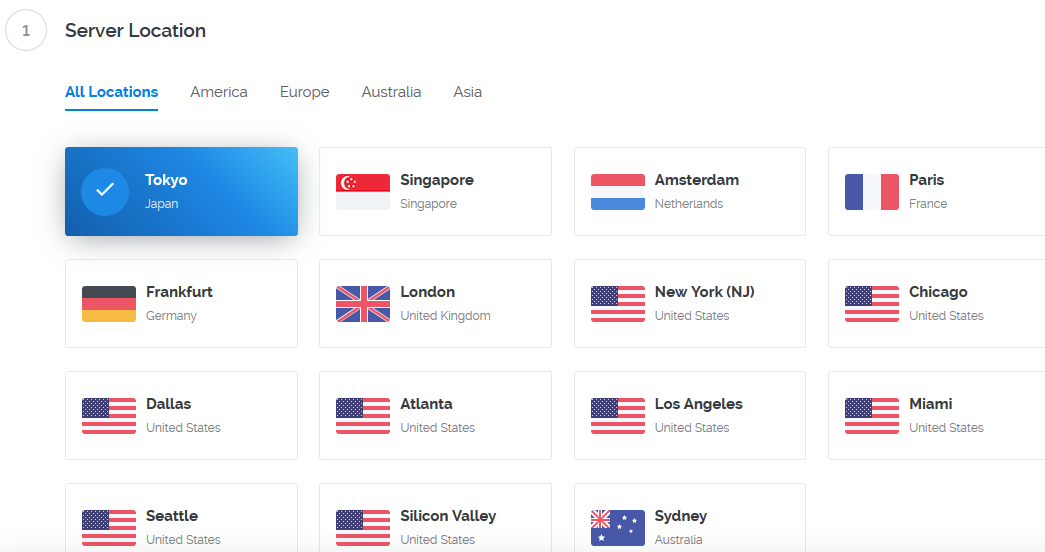 1
Server Location
All Locations America Europe Australia Asia
Tokyo
Japan
Singapore
Singapore
Amsterdam
Netherlands
Paris
France
Frankfurt
Germany
London
United Kingdom
New York (NJ)
United States
Chicago
United States
Dallas
United States
Atlanta
United States
Los Angeles
United States
Miami
United States
Seattle
United States
Silicon Valley
United States
Sydney
Australia